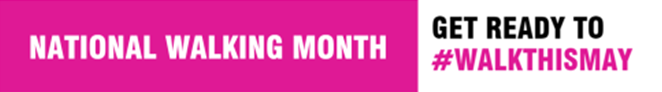 NATIONAL WALKING MONTH
GET READY TO
#WALKTHISMAY